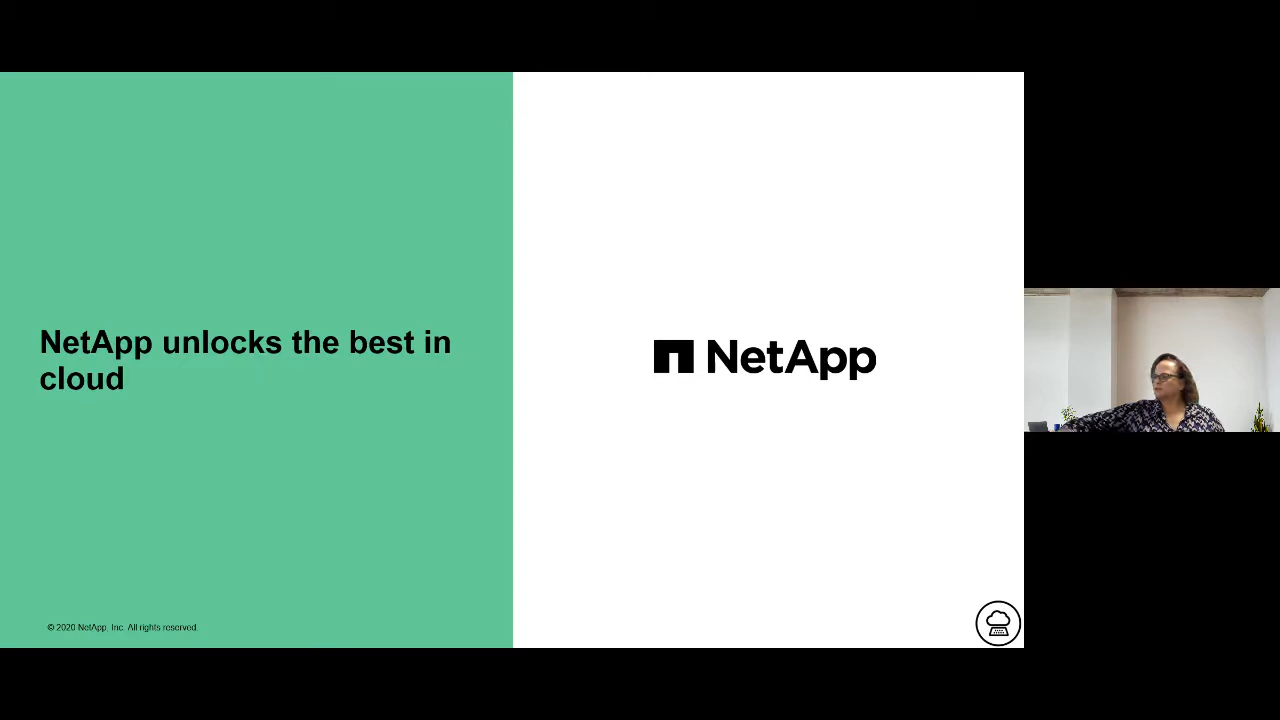 NetApp unlocks the best in
cloud
NetApp
© 2020 NetApp, Inc. All rights reserved.